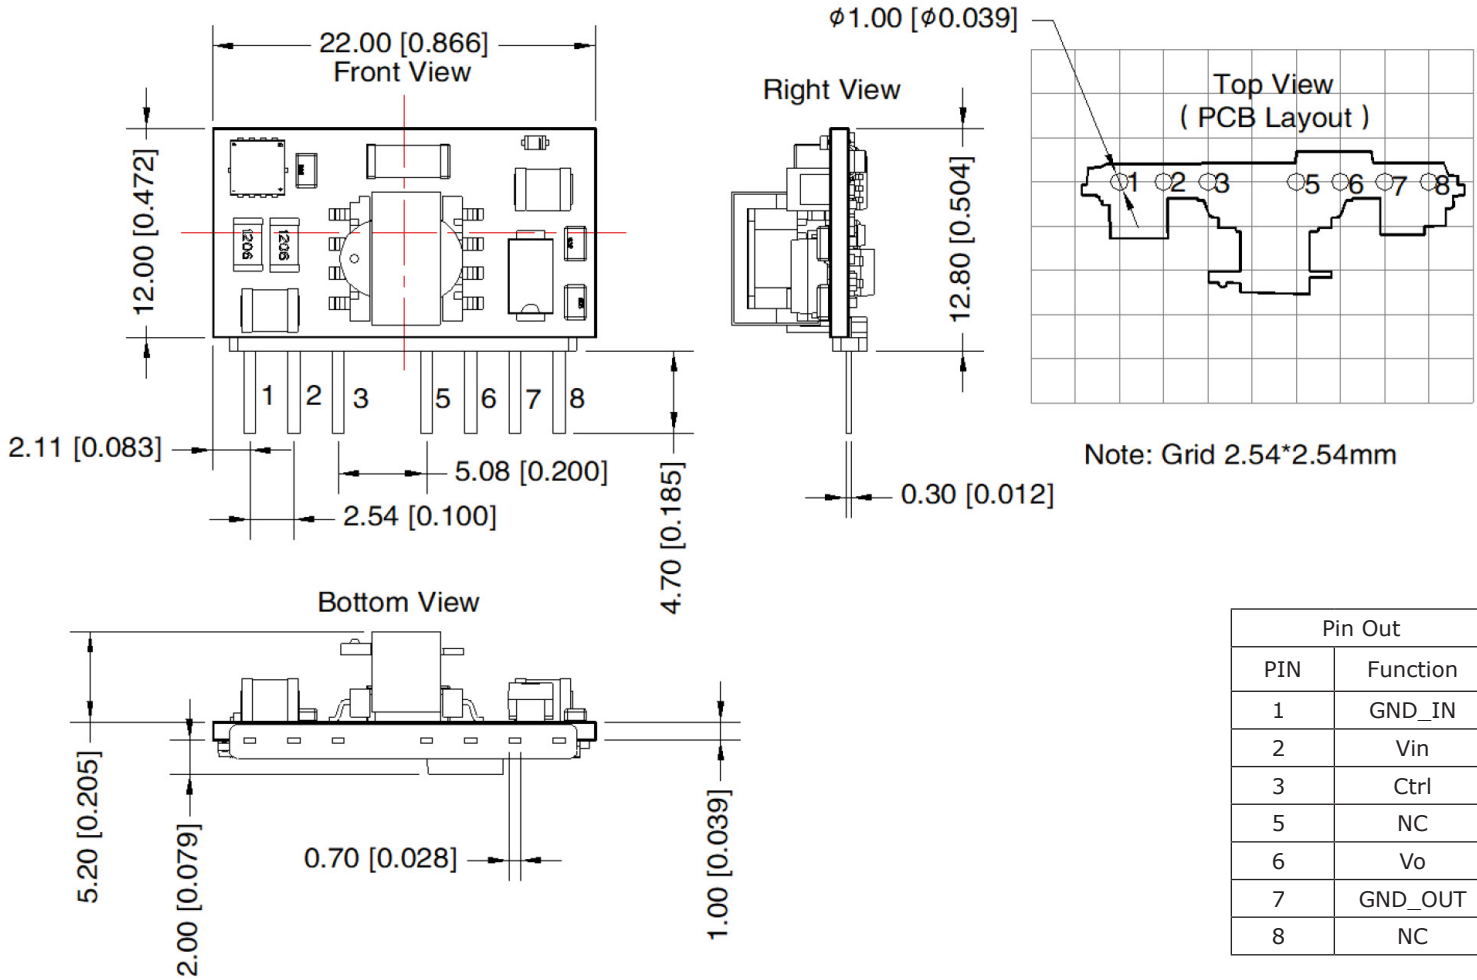 22.00 [0.866]
Front View
12.00 [0.472]
1206
1206
1
2
3
5
6
7
8
2.11 [0.083]
5.08 [0.200]
2.54 [0.100]
4.70 [0.185]
Right View
12.80 [0.504]
0.30 [0.012]
ϕ1.00 [ϕ0.039]
Top View
( PCB Layout )
1
2
3
5
6
7
8
Note: Grid 2.54*2.54mm
Bottom View
5.20 [0.205]
2.00 [0.079]
0.70 [0.028]
1.00 [0.039]
Pin Out
PIN Function
1 GND_IN
2 Vin
3 Ctrl
5 NC
6 Vo
7 GND_OUT
8 NC